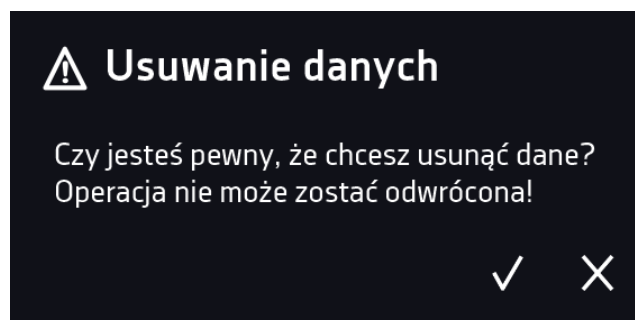 Usuwanie danych
Czy jesteś pewny, że chcesz usunąć dane?
Operacja nie może zostać odwrócona!